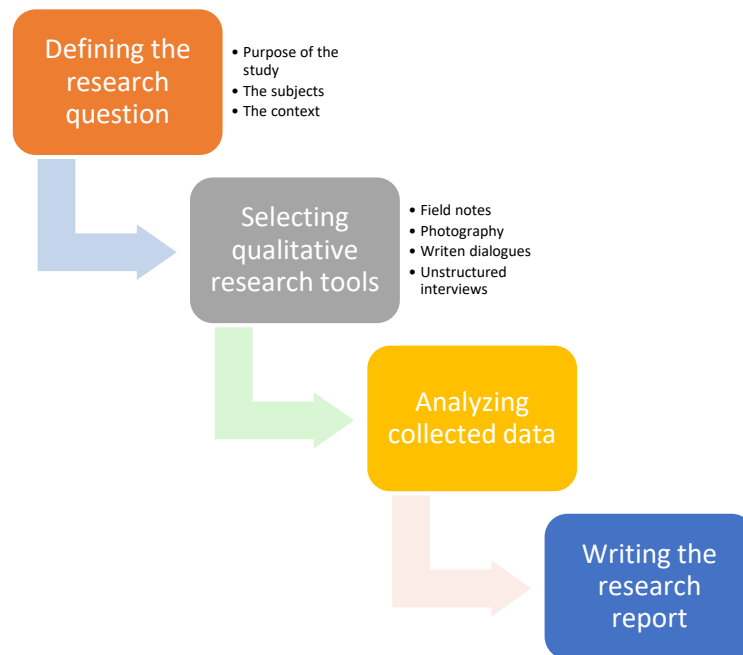 Defining the
research
question
• Purpose of the
study
• The subjects
• The context
Selecting
qualitative
research tools
• Field notes
• Photography
• Writen dialogues
• Unstructured
interviews
Analyzing
collected data
Writing the
research
report